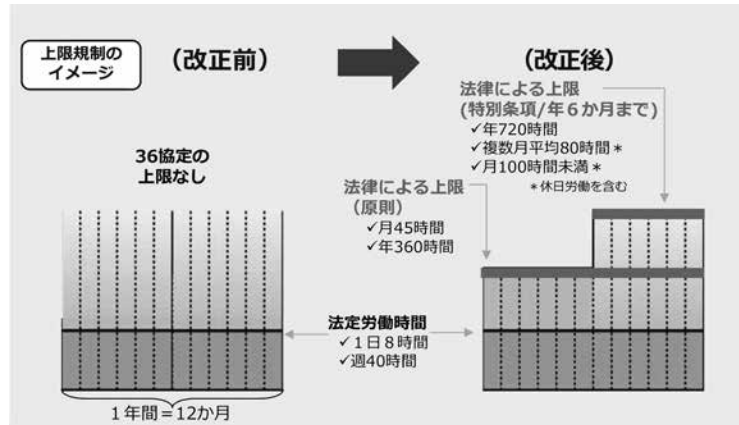 上限規制の
イメージ
（改正前）
（改正後）
法律による上限
(特別条項/年６か月まで)
✓年720時間
✓複数月平均80時間＊
✓月100時間未満＊
＊休日労働を含む
36協定の
上限なし
法律による上限
（原則）
✓月45時間
✓年360時間
法定労働時間
✓１日８時間
✓週40時間
１年間＝12か月